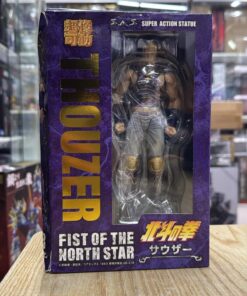 超像可動
S.A.S SUPER ACTION STATUE
THOUZER
FIST OF THE
NORTH STAR
北斗の拳
サウザー